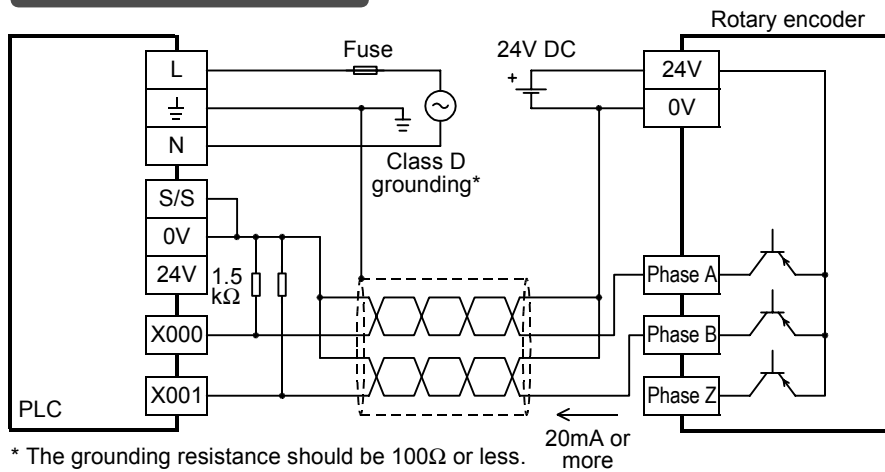 Rotary encoder
Fuse
24V DC
L
24V
+
0V
N
Class D
grounding*
S/S
0V
24V
1.5
kΩ
Phase A
X000
Phase B
X001
Phase Z
PLC
20mA or
more
* The grounding resistance should be 100Ω or less.